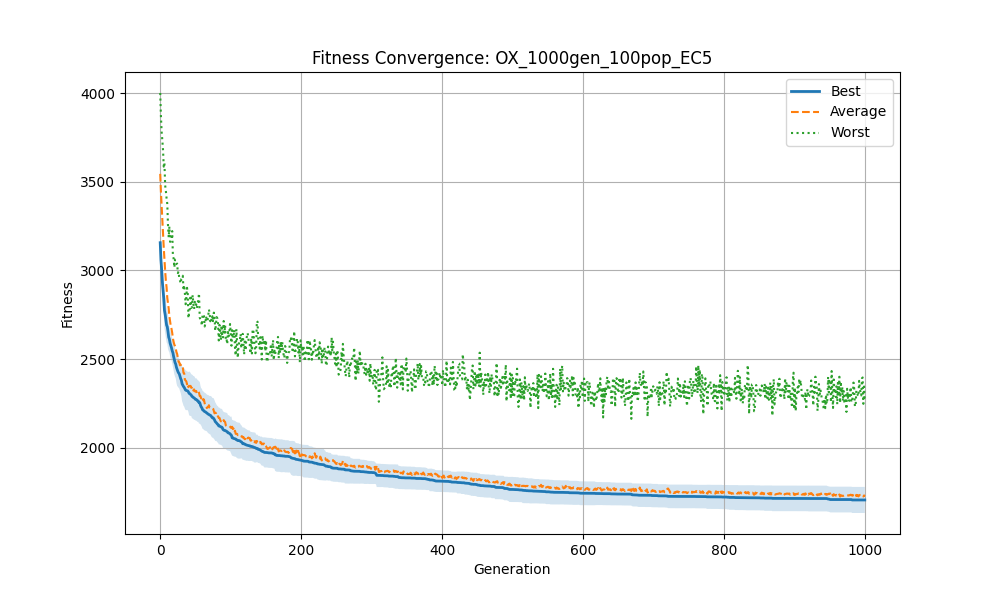 Fitness Convergence: OX_1000gen_100pop_EC5
Best
Average
Worst
4000
3500
3000
2500
2000
Fitness
0
200
400
600
800
1000
Generation